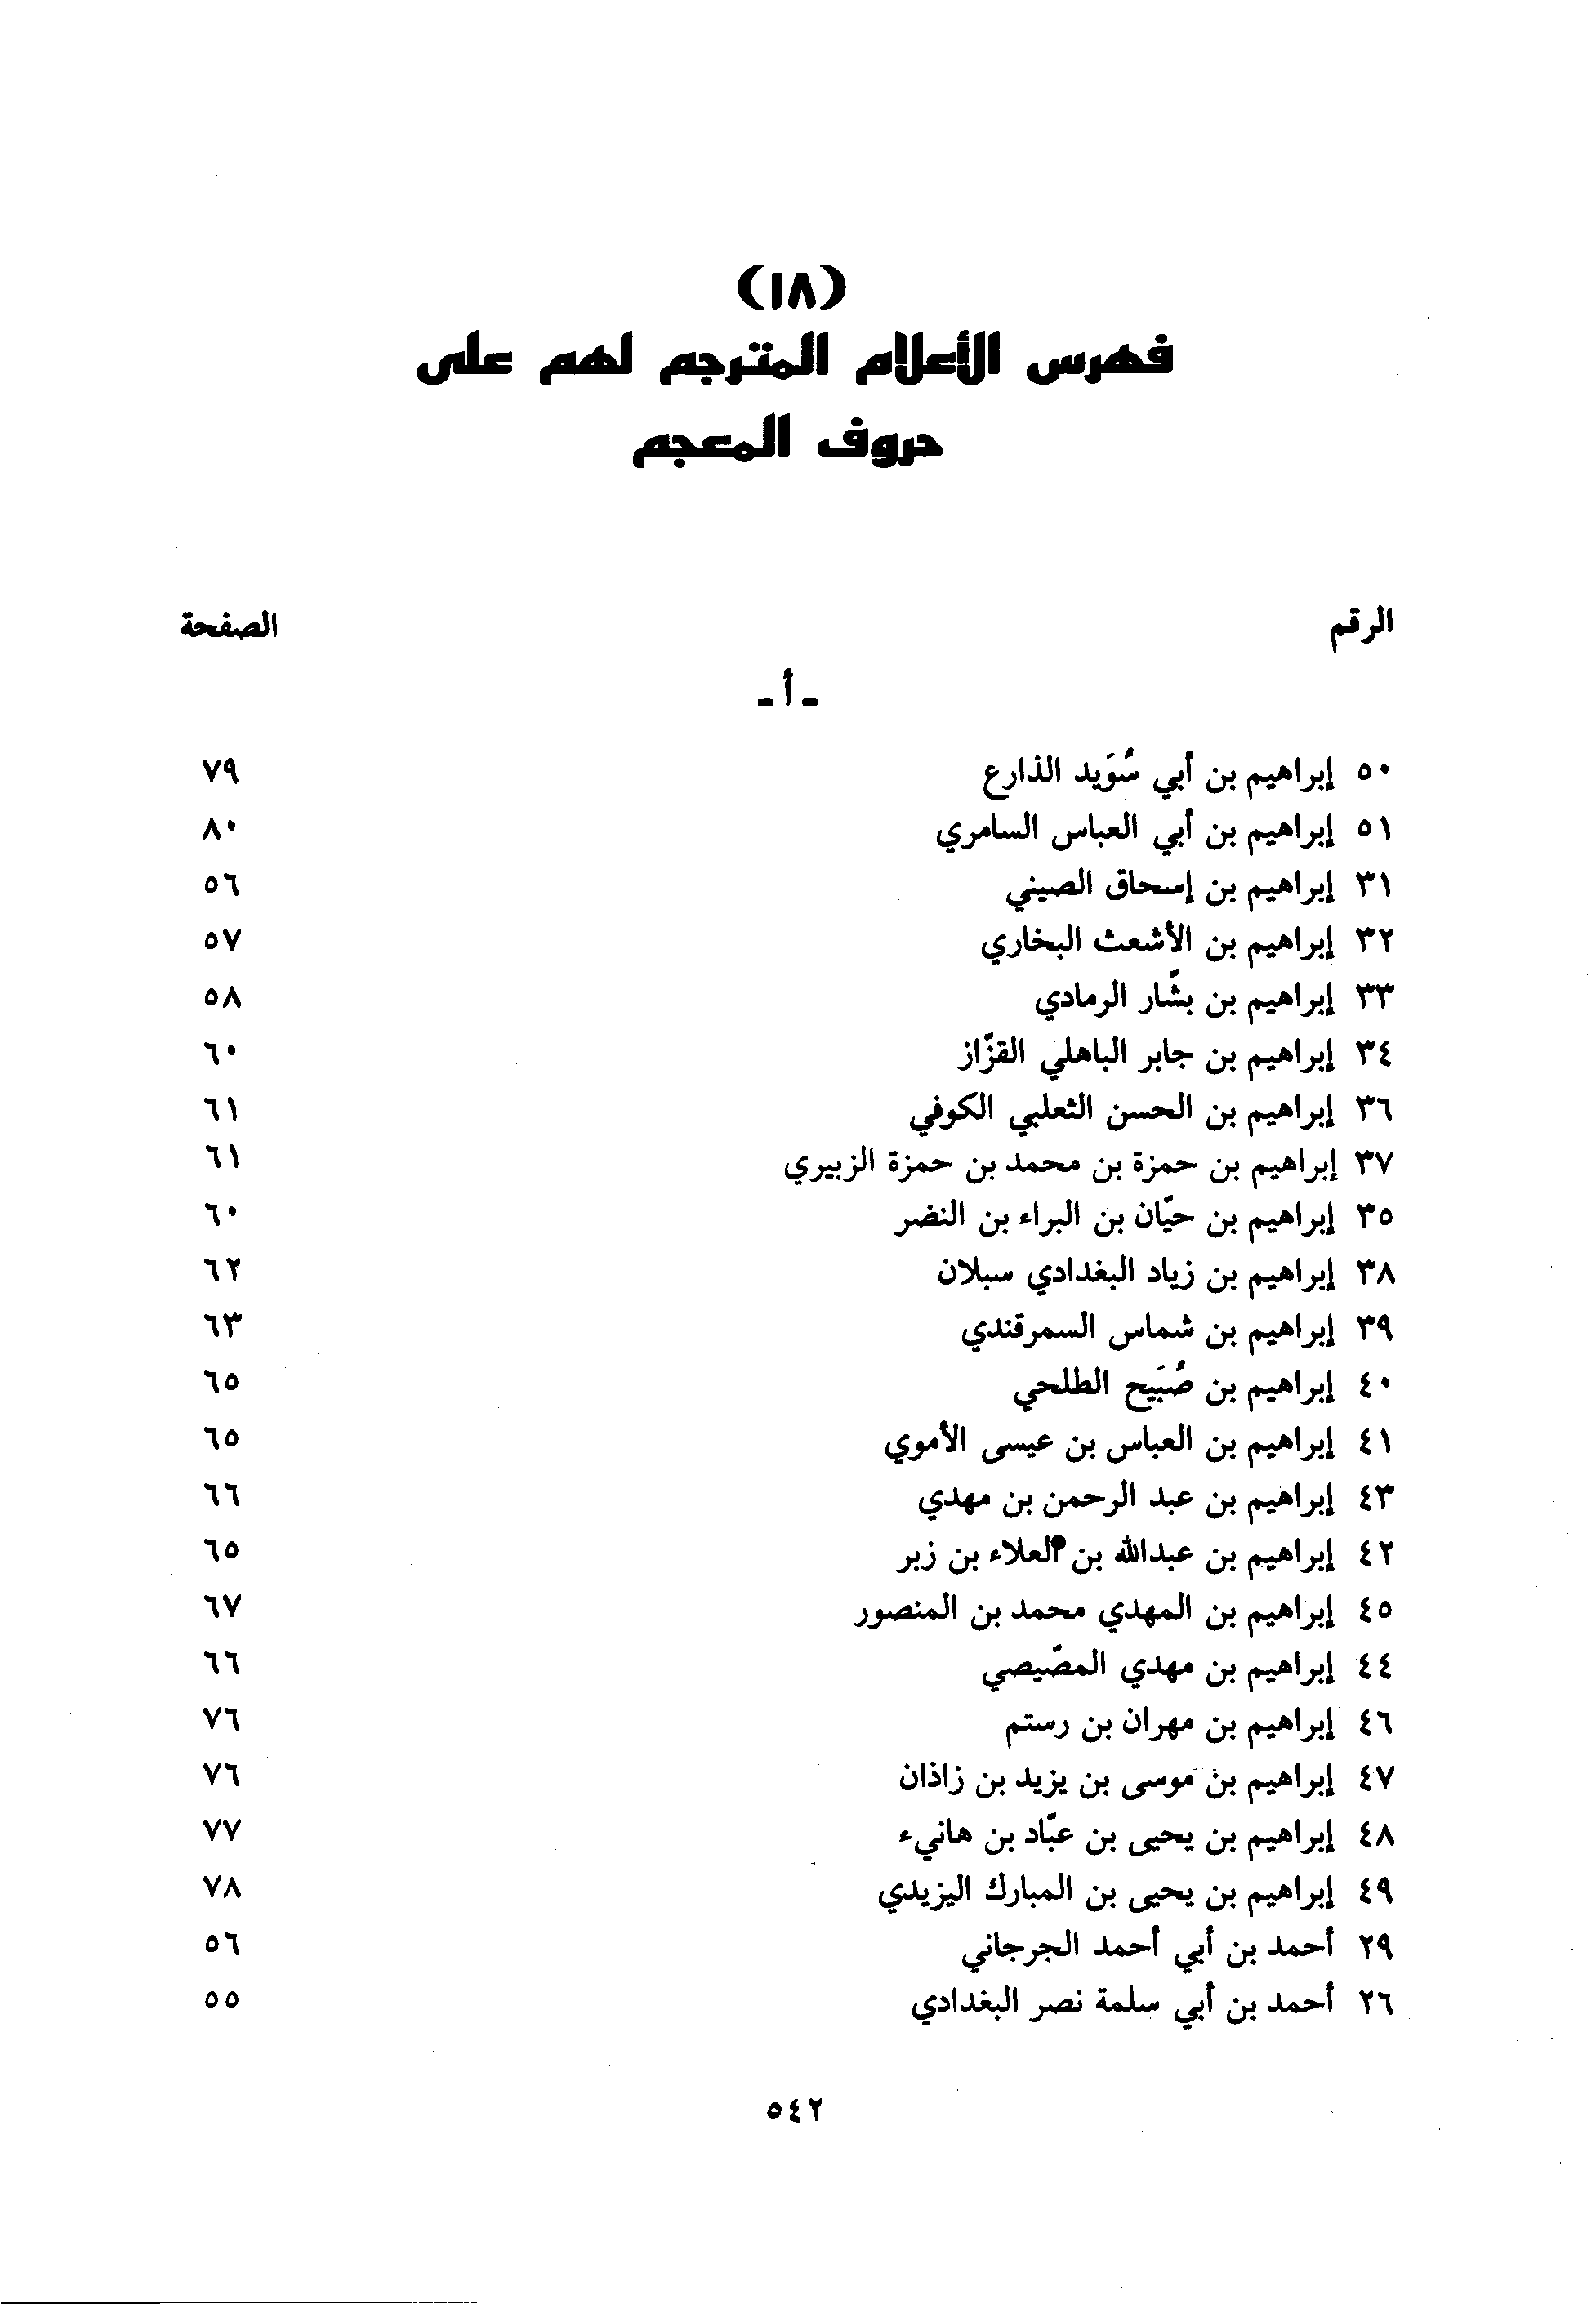 (١٨)
فهرس الأعلام المترجم لهم على
حروف المعجم
الرقم الصفحة
- أ -
٥٠ إبراهيم بن أبي سُوَيد الذارع ٧٩
٥١ إبراهيم بن أبي العباس السامري ٨٠
٣١ إبراهيم بن إسحاق الصيني ٥٦
٣٢ إبراهيم بن الأشعث البخاري ٥٧
٣٣ إبراهيم بن بشّار الرمادي ٥٨
٣٤ إبراهيم بن جابر الباهلي القزّاز ٦٠
٣٦ إبراهيم بن الحسن الثعلبي الكوفي ٦١
٣٧ إبراهيم بن حمزة بن محمد بن حمزة الزبيري ٦١
٣٥ إبراهيم بن حيّان بن البراء بن النضر ٦٠
٣٨ إبراهيم بن زياد البغدادي سبلان ٦٢
٣٩ إبراهيم بن شماس السمرقندي ٦٣
٤٠ إبراهيم بن صُبَيح الطلحي ٦٥
٤١ إبراهيم بن العباس بن عيسى الأموي ٦٥
٤٣ إبراهيم بن عبد الرحمن بن مهدي ٦٦
٤٢ إبراهيم بن عبدالله بن العلاء بن زبر ٦٥
٤٥ إبراهيم بن المهدي محمد بن المنصور ٦٧
٤٤ إبراهيم بن مهدي المصّيصي ٦٦
٤٦ إبراهيم بن مهران بن رستم ٧٦
٤٧ إبراهيم بن موسى بن يزيد بن زاذان ٧٦
٤٨ إبراهيم بن يحيى بن عبّاد بن هانيء ٧٧
٤٩ إبراهيم بن يحيى بن المبارك اليزيدي ٧٨
٢٩ أحمد بن أبي أحمد الجرجاني ٥٦
٢٦ أحمد بن أبي سلمة نصر البغدادي ٥٥
٥٤٢